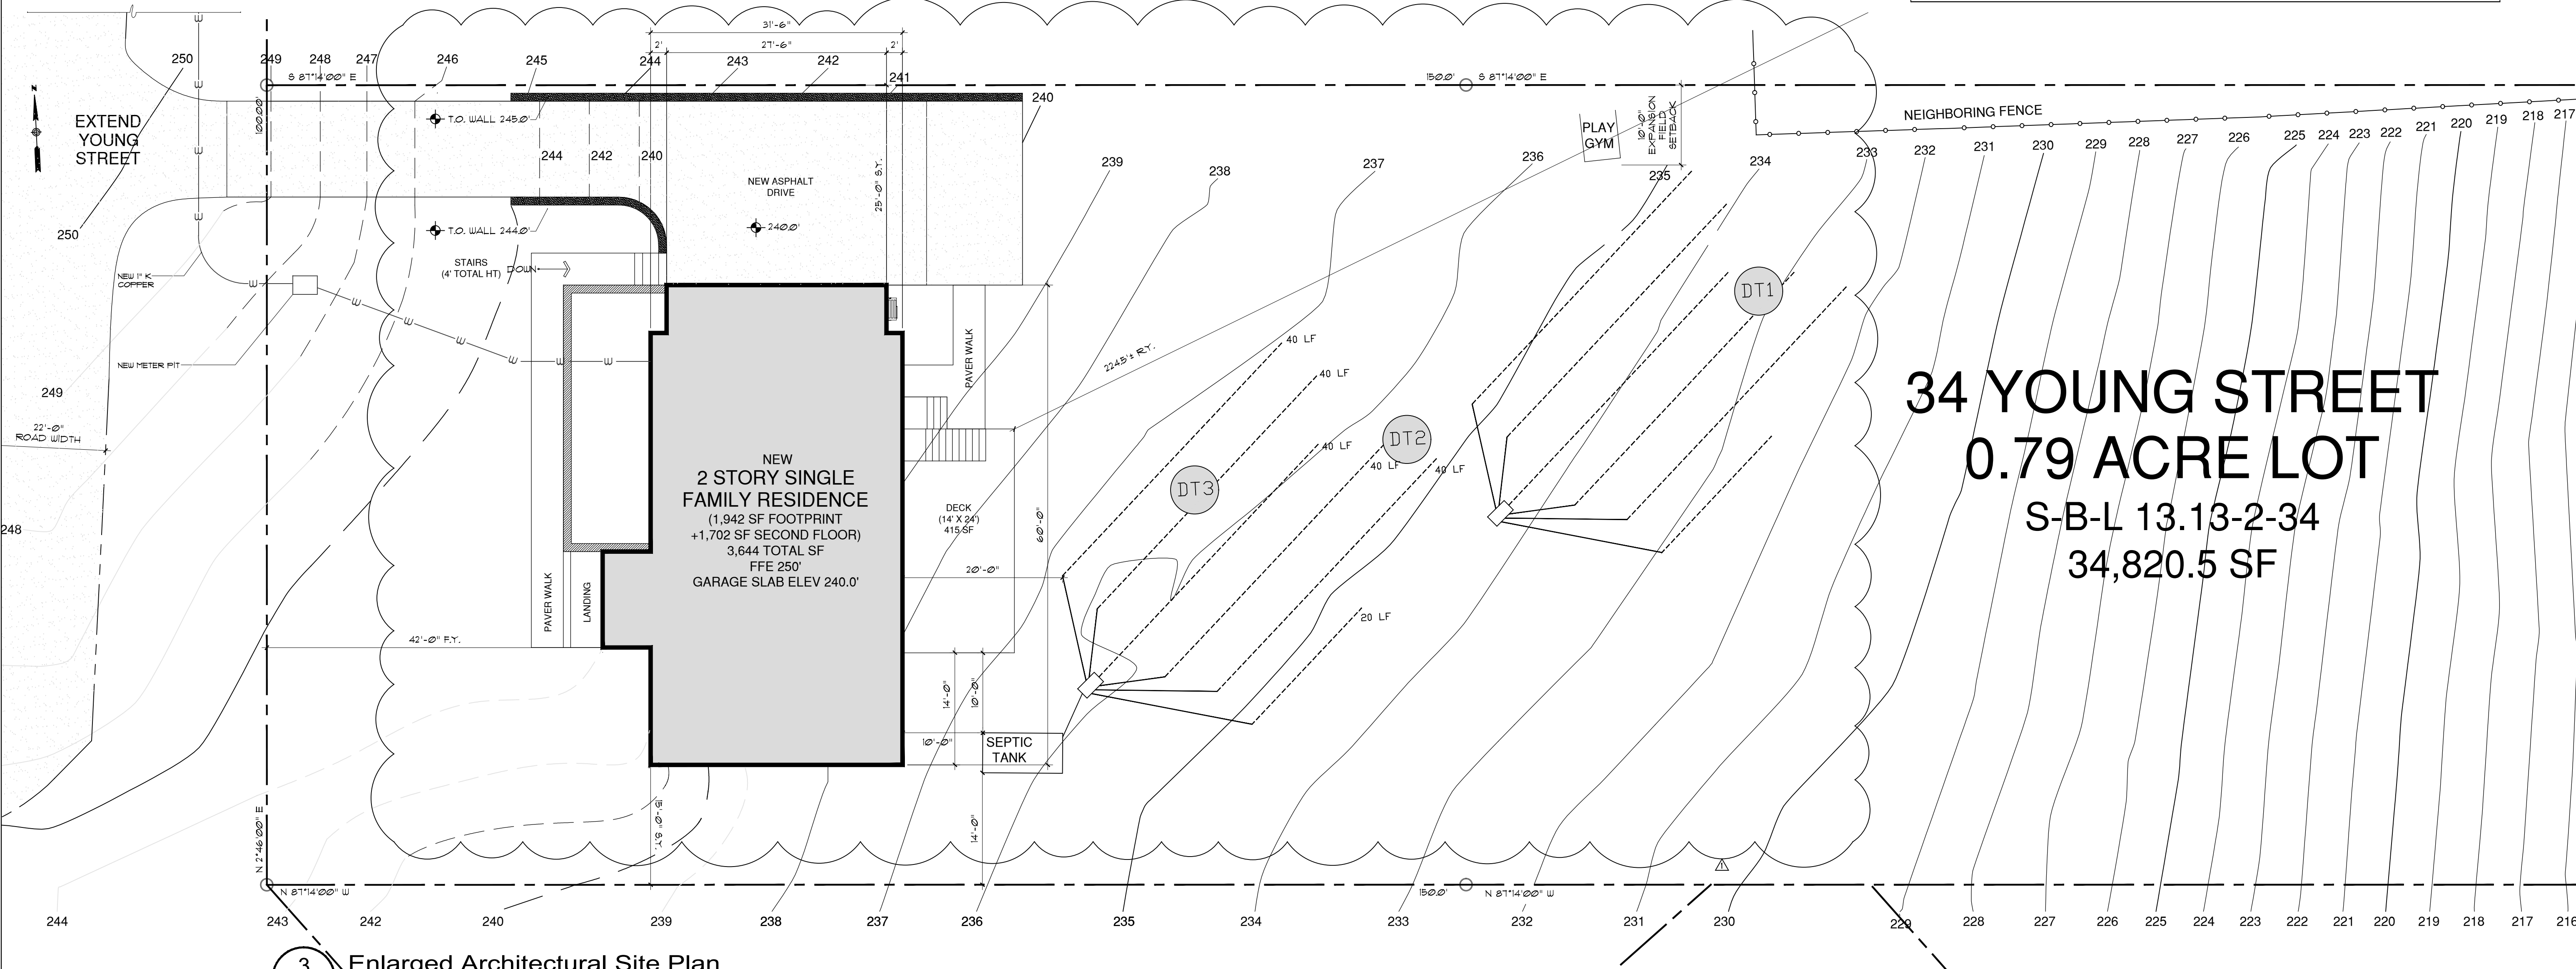 31'-6"
2'
27'-6"
2'
250
249
248
247
246
245
244
243
242
241
240
S 87°14'00" E
150.0'
S 87°14'00" E
N
EXTEND
YOUNG
STREET
100.00'
T.O. WALL 245.0'
244
242
240
NEW ASPHALT
DRIVE
25'-0" S.Y.
240.0'
T.O. WALL 244.0'
STAIRS
(4' TOTAL HT)
DOWN
250
NEW 1" K
COPPER
NEW METER PIT
249
22'-0"
ROAD WIDTH
248
PLAY
GYM
10'-0"
EXPANSION
FIELD
SETBACK
NEIGHBORING FENCE
239
238
237
236
235
234
233
232
231
230
229
228
227
226
225
224
223
222
221
220
219
218
217
DT1
224.5'± R.Y.
PAVER WALK
40 LF
40 LF
40 LF
40 LF
40 LF
DT2
DT3
20 LF
34 YOUNG STREET
0.79 ACRE LOT
S-B-L 13.13-2-34
34,820.5 SF
NEW
2 STORY SINGLE
FAMILY RESIDENCE
(1,942 SF FOOTPRINT
+1,702 SF SECOND FLOOR)
3,644 TOTAL SF
FFE 250'
GARAGE SLAB ELEV 240.0'
DECK
(14' X 24')
415 SF
60'-0"
20'-0"
PAVER WALK
LANDING
42'-0" F.Y.
14'-0"
10'-0"
10'-0"
SEPTIC
TANK
15'-0" S.Y.
14'-0"
N 2°46'00" E
N 87°14'00" W
150.0'
N 87°14'00" W
1
244
243
242
240
239
238
237
236
235
234
233
232
231
230
229
228
227
226
225
224
223
222
221
220
219
218
217
216
3
Enlarged Architectural Site Plan